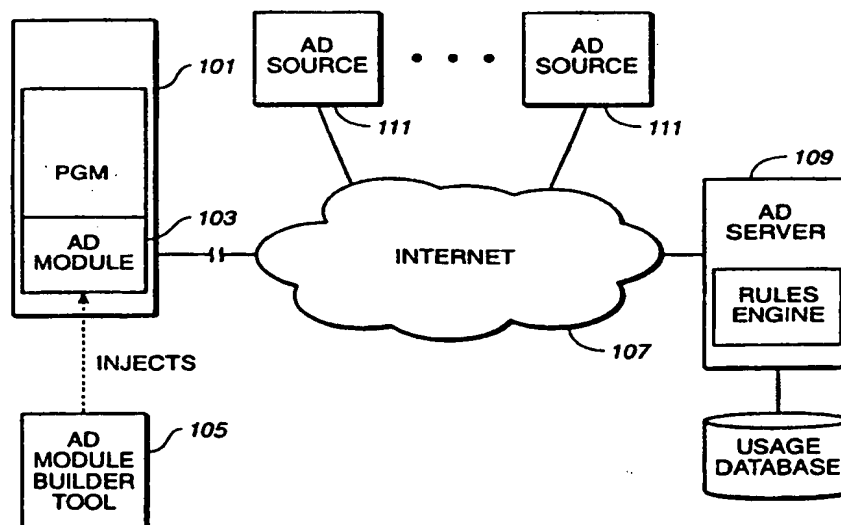 101
PGM
103
AD
MODULE
INJECTS
105
AD
MODULE
BUILDER
TOOL
AD
SOURCE
111
AD
SOURCE
111
INTERNET
107
109
AD
SERVER
RULES
ENGINE
USAGE
DATABASE